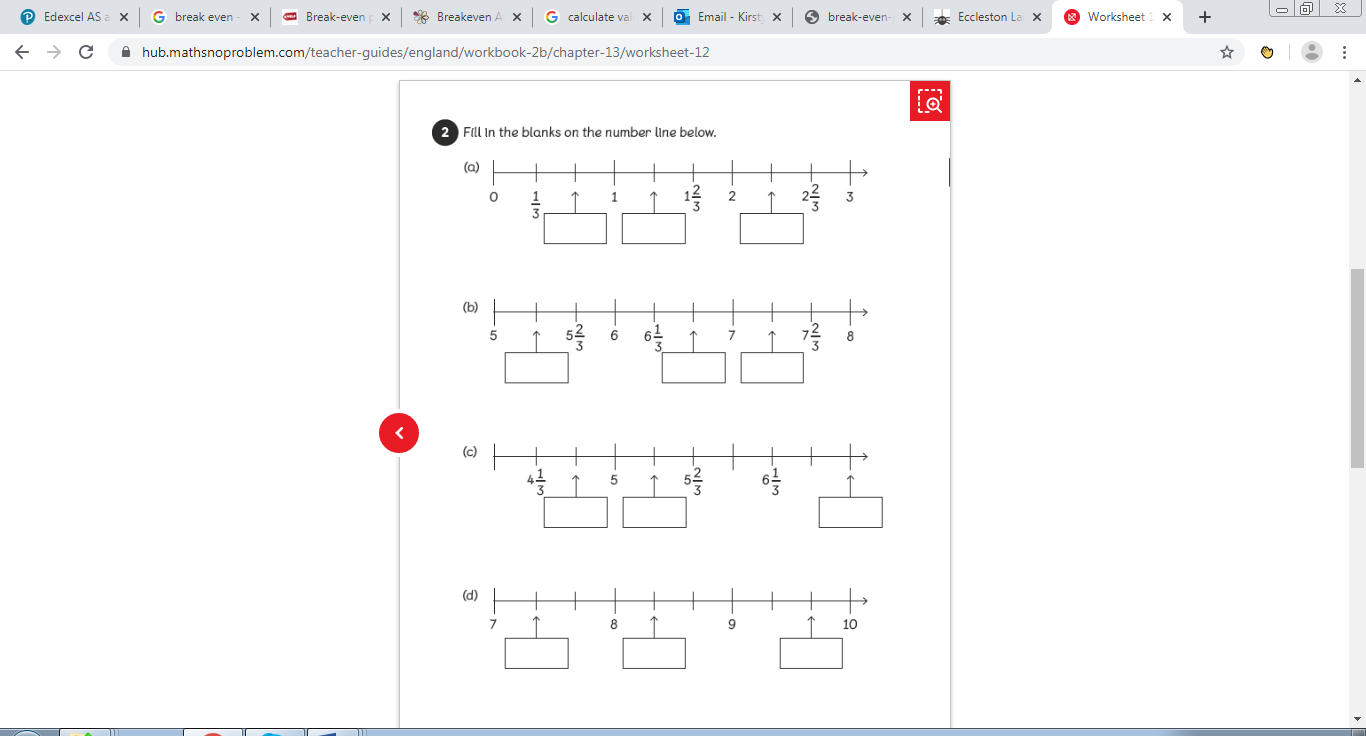 Edexcel AS a
break even -
Break-even p
Breakeven A
calculate val
Email - Kirst
break-even-
Eccleston La
Worksheet 1
hub.mathsnoproblem.com/teacher-guides/england/workbook-2b/chapter-13/worksheet-12
2 Fill in the blanks on the number line below.
(a)
0 1/3 1 1 2/3 2 2 2/3 3
(b)
5 5 2/3 6 6 1/3 7 7 2/3 8
(c)
4 1/3 5 5 2/3 6 1/3
(d)
7 8 9 10